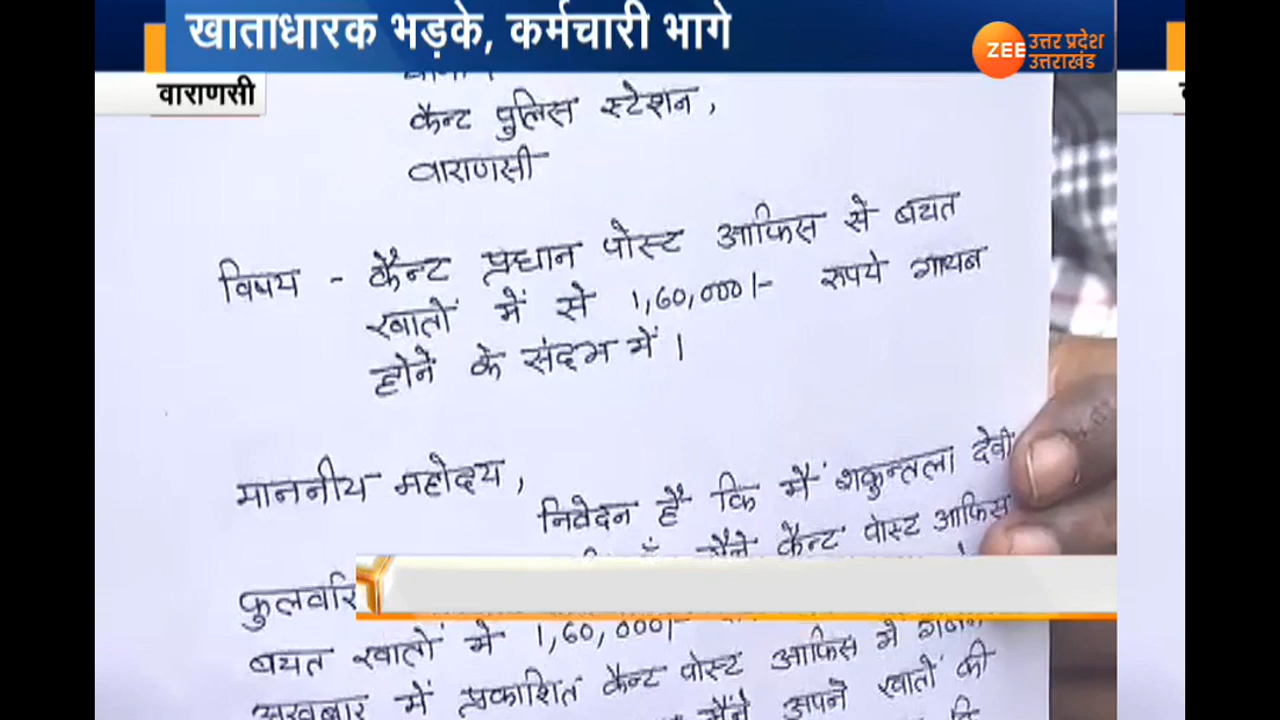 खाताधारक भड़के, कर्मचारी भागे
ZEE उत्तर प्रदेश उत्तराखंड
वाराणसी
कैन्ट पुलिस स्टेशन,
वाराणसी
विषय - कैन्ट प्रधान पोस्ट आफिस से बचत
खातों में से 1,60,000/- रुपये गायब
होने के संदर्भ में।
माननीय महोदय,
निवेदन है कि मैं शकुन्तला देवी
मैंने कैन्ट पोस्ट आफिस
बचत खातों में 1,60,000/-
अखबार में प्रकाशित कैन्ट पोस्ट आफिस में
मैंने अपने खातों की